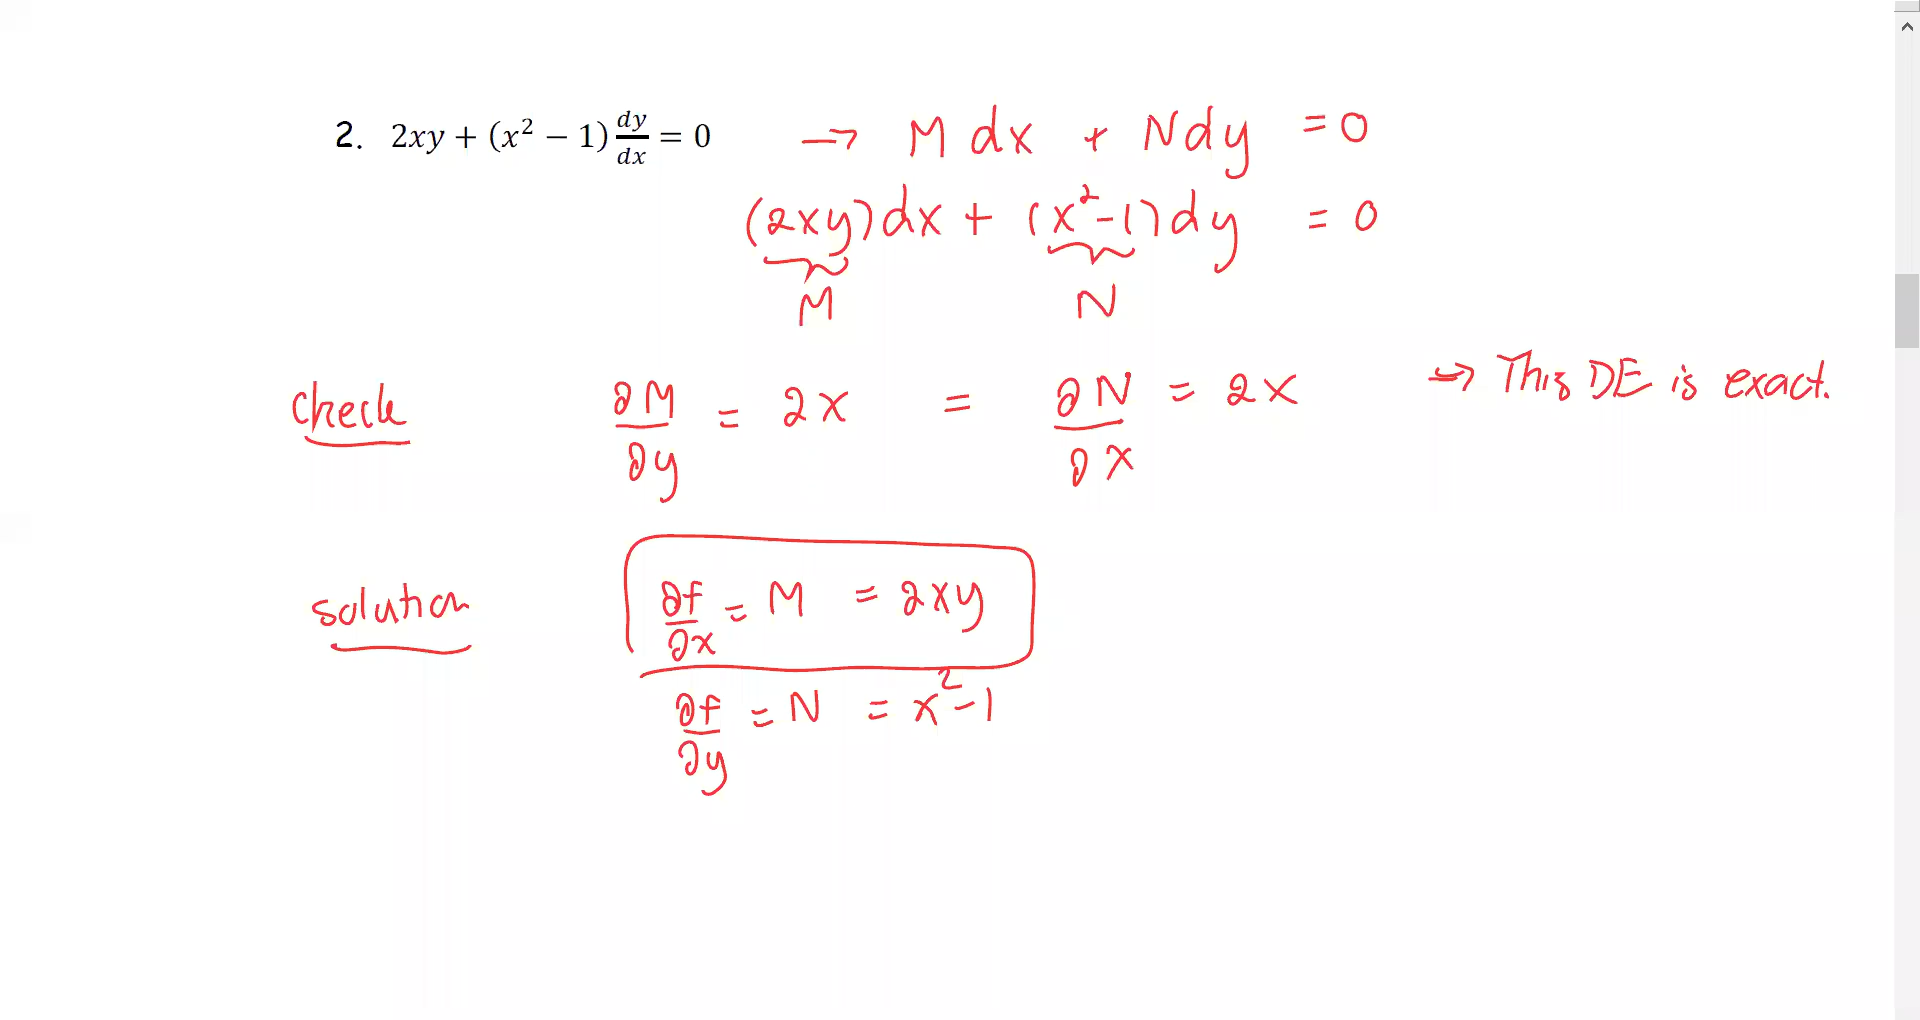 2. 2xy + (x² − 1) dy/dx = 0 → M dx + N dy = 0
(2xy) dx + (x² − 1) dy = 0
M N
Check ∂M/∂y = 2x = ∂N/∂x = 2x → This DE is exact.
solution ∂f/∂x = M = 2xy
∂f/∂y = N = x² − 1